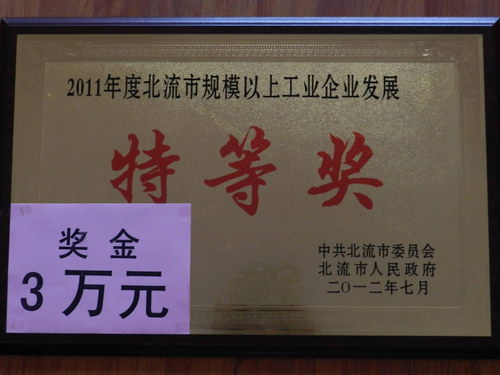 2011年度北流市规模以上工业企业发展
特等奖
奖金
3万元
中共北流市委员会
北流市人民政府
二〇一二年七月